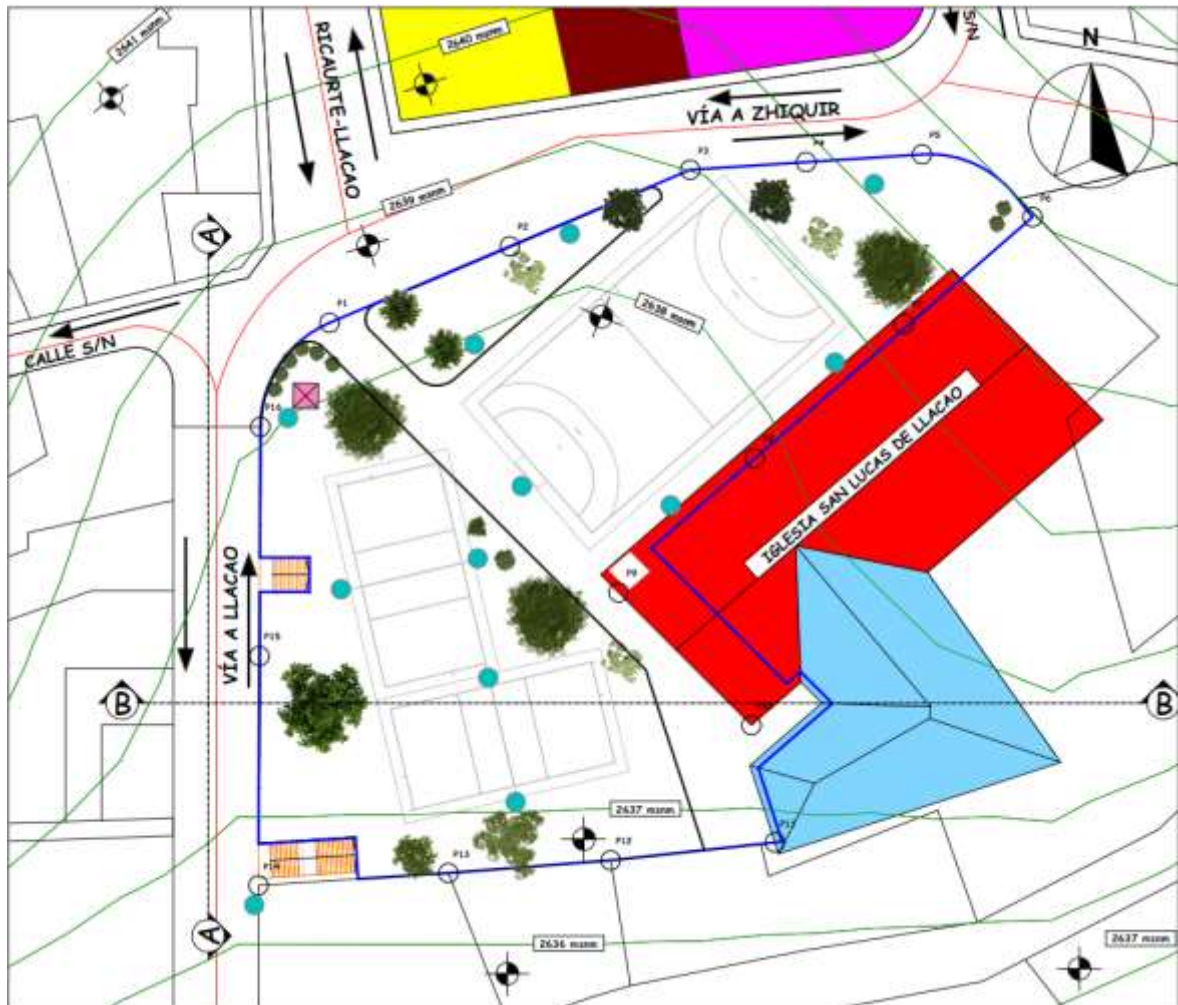 2641 msnm
RICAURTE-LLACAO
2640 msnm
S/N
N
VÍA A ZHIQUIR
P3
P4
P5
2639 msnm
P6
A
P2
P1
2638 msnm
CALLE S/N
P16
IGLESIA SAN LUCAS DE LLACAO
P9
VÍA A LLACAO
P15
B
B
2637 msnm
P11
P12
P13
P14
A
2636 msnm
2637 msnm